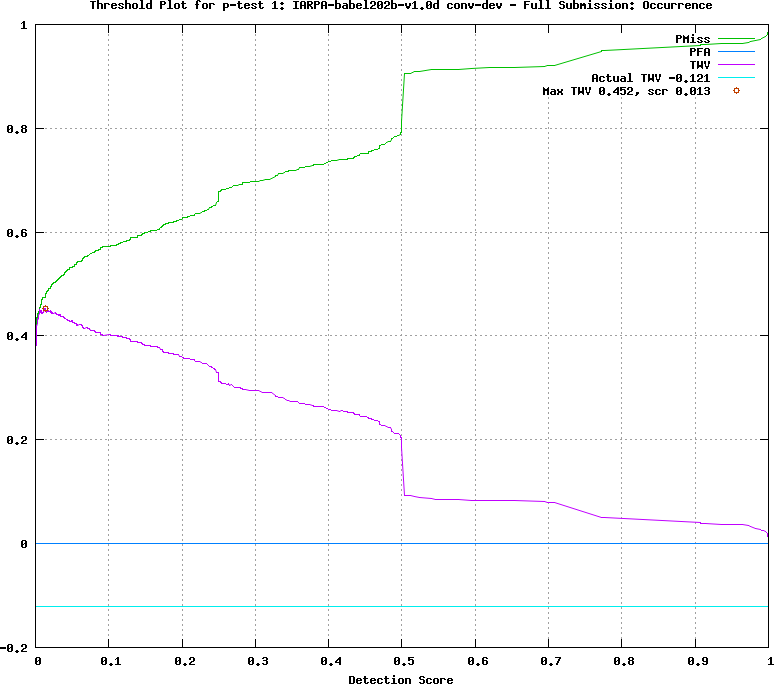 Threshold Plot for p-test 1: IARPA-babel202b-v1.0d conv-dev - Full Submission: Occurrence
1
PMiss
PFA
TWV
Actual TWV -0.121
Max TWV 0.452, scr 0.013
0.8
0.6
0.4
0.2
0
-0.2
0 0.1 0.2 0.3 0.4 0.5 0.6 0.7 0.8 0.9 1
Detection Score